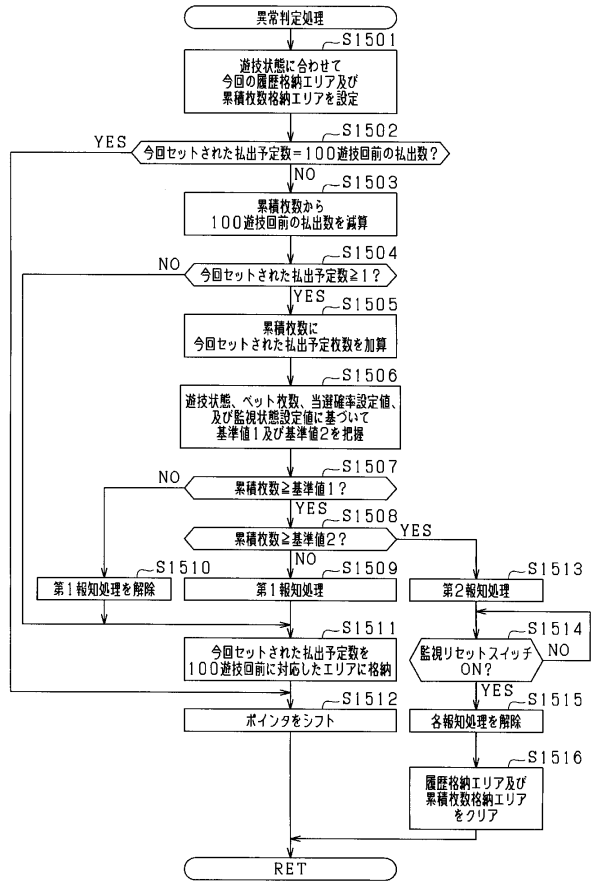 異常判定処理
S1501
遊技状態に合わせて
今回の履歴格納エリア及び
累積枚数格納エリアを設定
S1502
YES
今回セットされた払出予定数=100遊技回前の払出数?
NO
S1503
累積枚数から
100遊技回前の払出数を減算
S1504
NO
今回セットされた払出予定数≧1?
YES
S1505
累積枚数に
今回セットされた払出予定枚数を加算
S1506
遊技状態、ベット枚数、当選確率設定値、
及び監視状態設定値に基づいて
基準値1及び基準値2を把握
S1507
NO
累積枚数≧基準値1?
YES
S1508
累積枚数≧基準値2?
YES
NO
S1510
第1報知処理を解除
S1509
第1報知処理
S1513
第2報知処理
S1514
監視リセットスイッチ
ON?
NO
YES
S1511
今回セットされた払出予定数を
100遊技回前に対応したエリアに格納
S1512
ポインタをシフト
S1515
各報知処理を解除
S1516
履歴格納エリア及び
累積枚数格納エリア
をクリア
RET